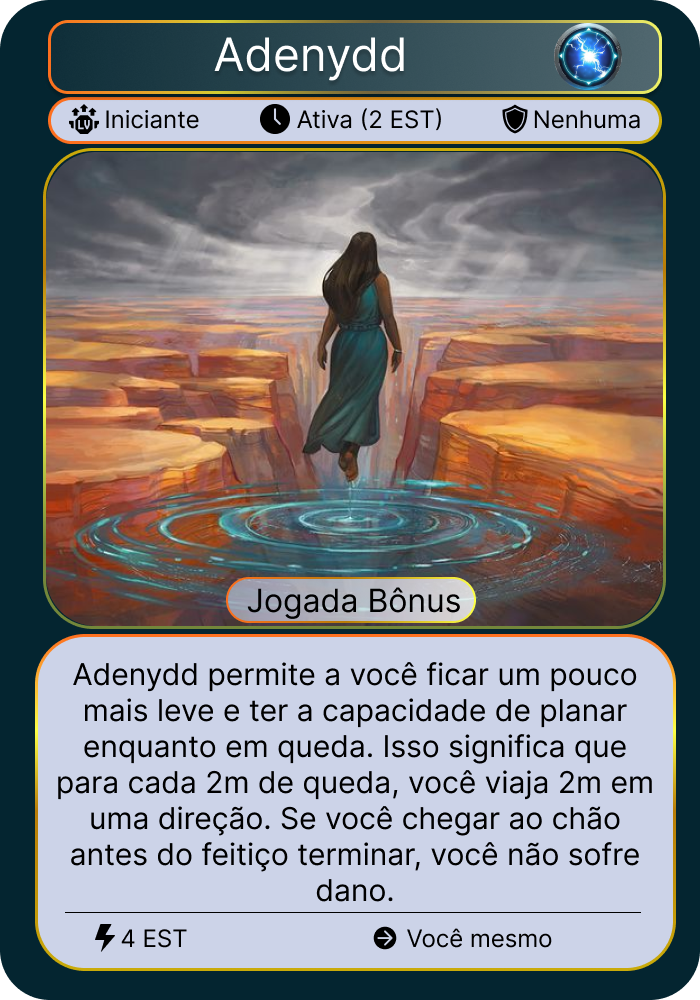 Adenydd
LV Iniciante Ativa (2 EST) Nenhuma
Jogada Bônus
Adenydd permite a você ficar um pouco
mais leve e ter a capacidade de planar
enquanto em queda. Isso significa que
para cada 2m de queda, você viaja 2m em
uma direção. Se você chegar ao chão
antes do feitiço terminar, você não sofre
dano.
4 EST Você mesmo